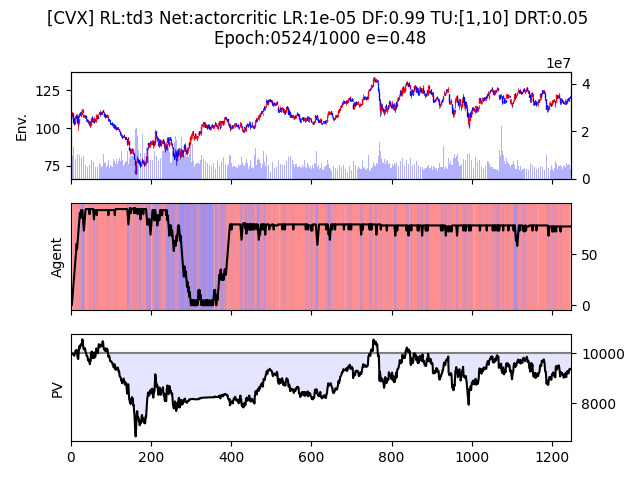 [CVX] RL:td3 Net:actorcritic LR:1e-05 DF:0.99 TU:[1,10] DRT:0.05
Epoch:0524/1000 e=0.48
1e7
Env.
125
100
75
4
2
0
Agent
50
0
PV
10000
8000
0
200
400
600
800
1000
1200